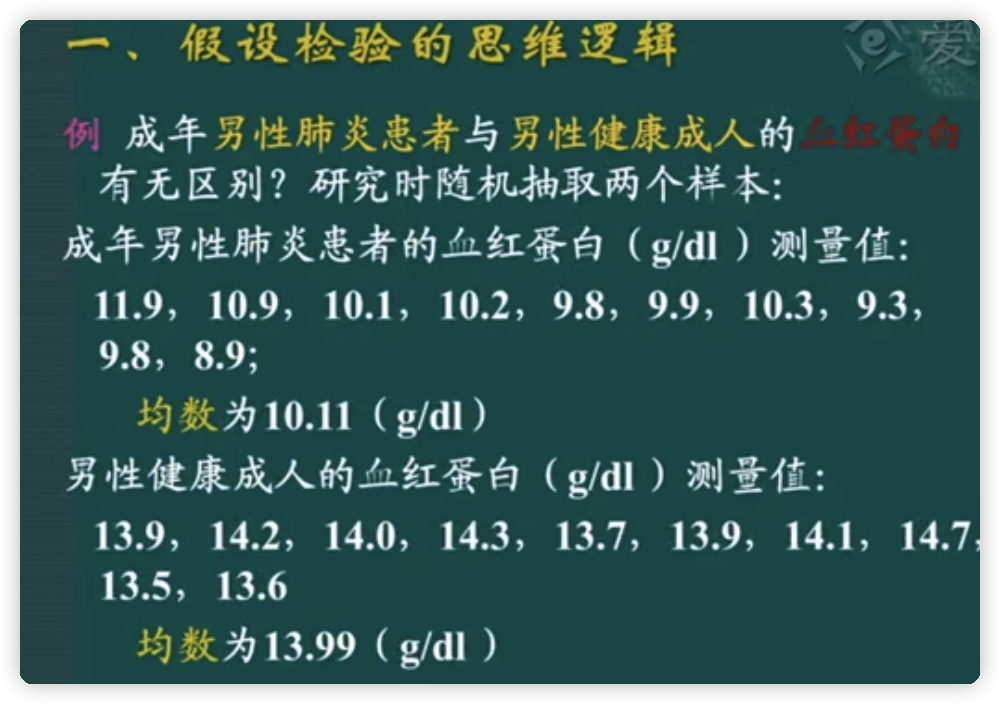 一、假设检验的思维逻辑
爱
例 成年男性肺炎患者与男性健康成人的血红蛋白
有无区别？研究时随机抽取两个样本：
成年男性肺炎患者的血红蛋白（g/dl ）测量值：
11.9，10.9，10.1，10.2，9.8，9.9，10.3，9.3，
9.8，8.9；
均数为10.11（g/dl）
男性健康成人的血红蛋白（g/dl ）测量值：
13.9，14.2，14.0，14.3，13.7，13.9，14.1，14.7，
13.5，13.6
均数为13.99（g/dl ）